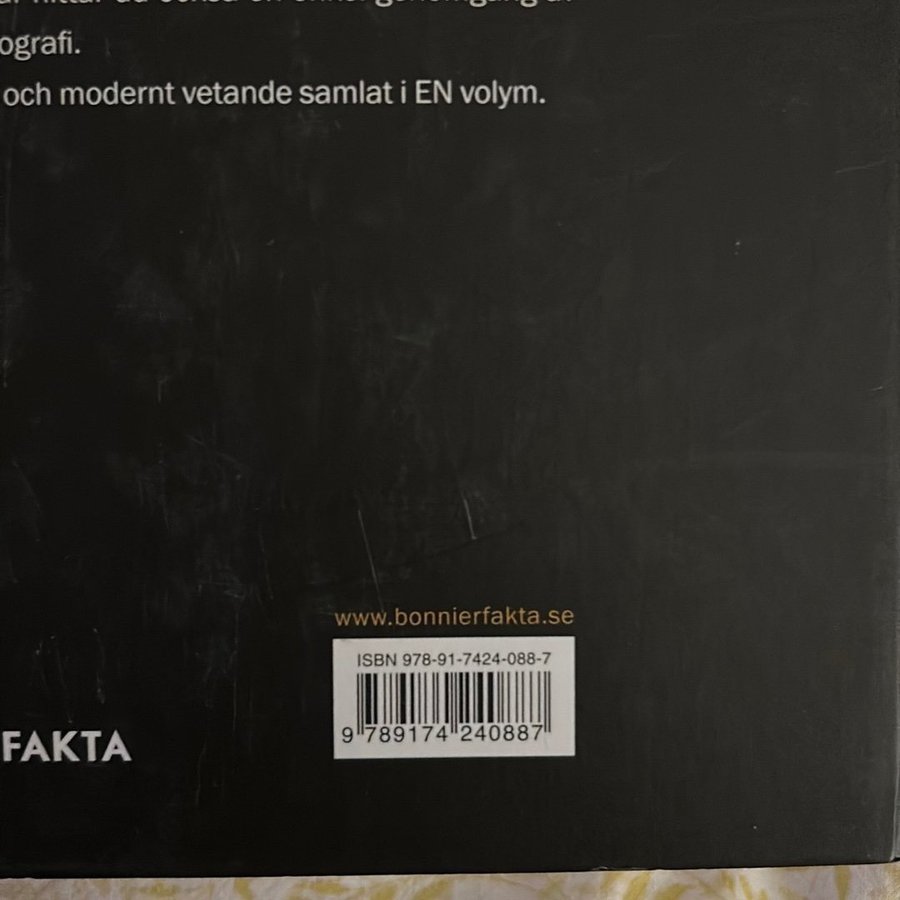 ografi.
och modernt vetande samlat i EN volym.
www.bonnierfakta.se
ISBN 978-91-7424-088-7
9 789174 240887
FAKTA